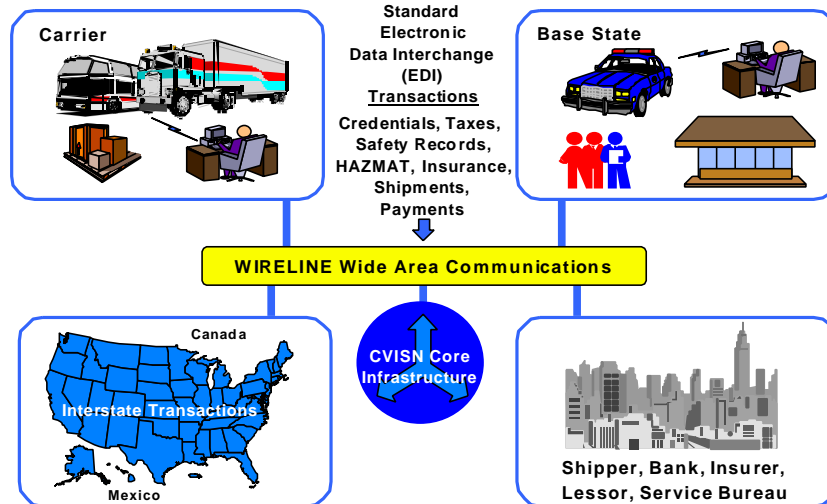 Carrier
Standard
Electronic
Data Interchange
(EDI)
Transactions
Credentials, Taxes,
Safety Records,
HAZMAT, Insurance,
Shipments,
Payments
Base State
WIRELINE Wide Area Communications
Canada
Interstate Transactions
Mexico
CVISN Core
Infrastructure
Shipper, Bank, Insurer,
Lessor, Service Bureau